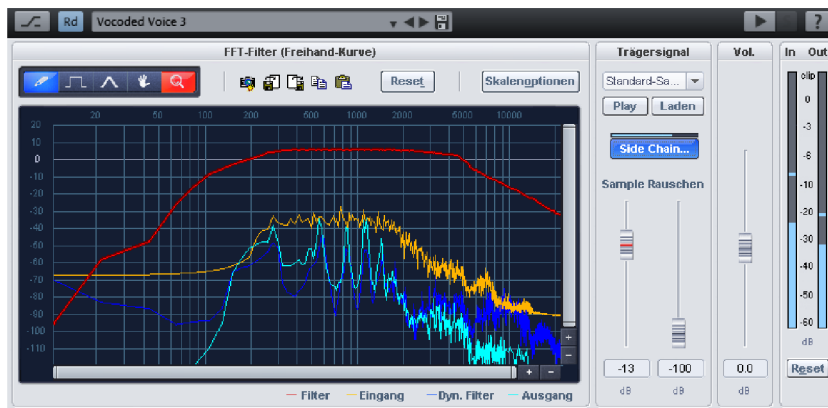 Rd Vocoded Voice 3 ?
FFT-Filter (Freihand-Kurve)
Reset Skalenoptionen
20 50 100 200 500 1000 2000 5000 10000
20
10
0
-10
-20
-30
-40
-50
-60
-70
-80
-90
-100
-110
+
−
+ −
Filter Eingang Dyn. Filter Ausgang
Trägersignal
Standard-Sa...
Play Laden
Side Chain...
Sample Rauschen
-13 -100
dB dB
Vol.
0.0
dB
In Out
clip
0
-3
-6
-10
-20
-30
-40
-50
-60
dB
Reset